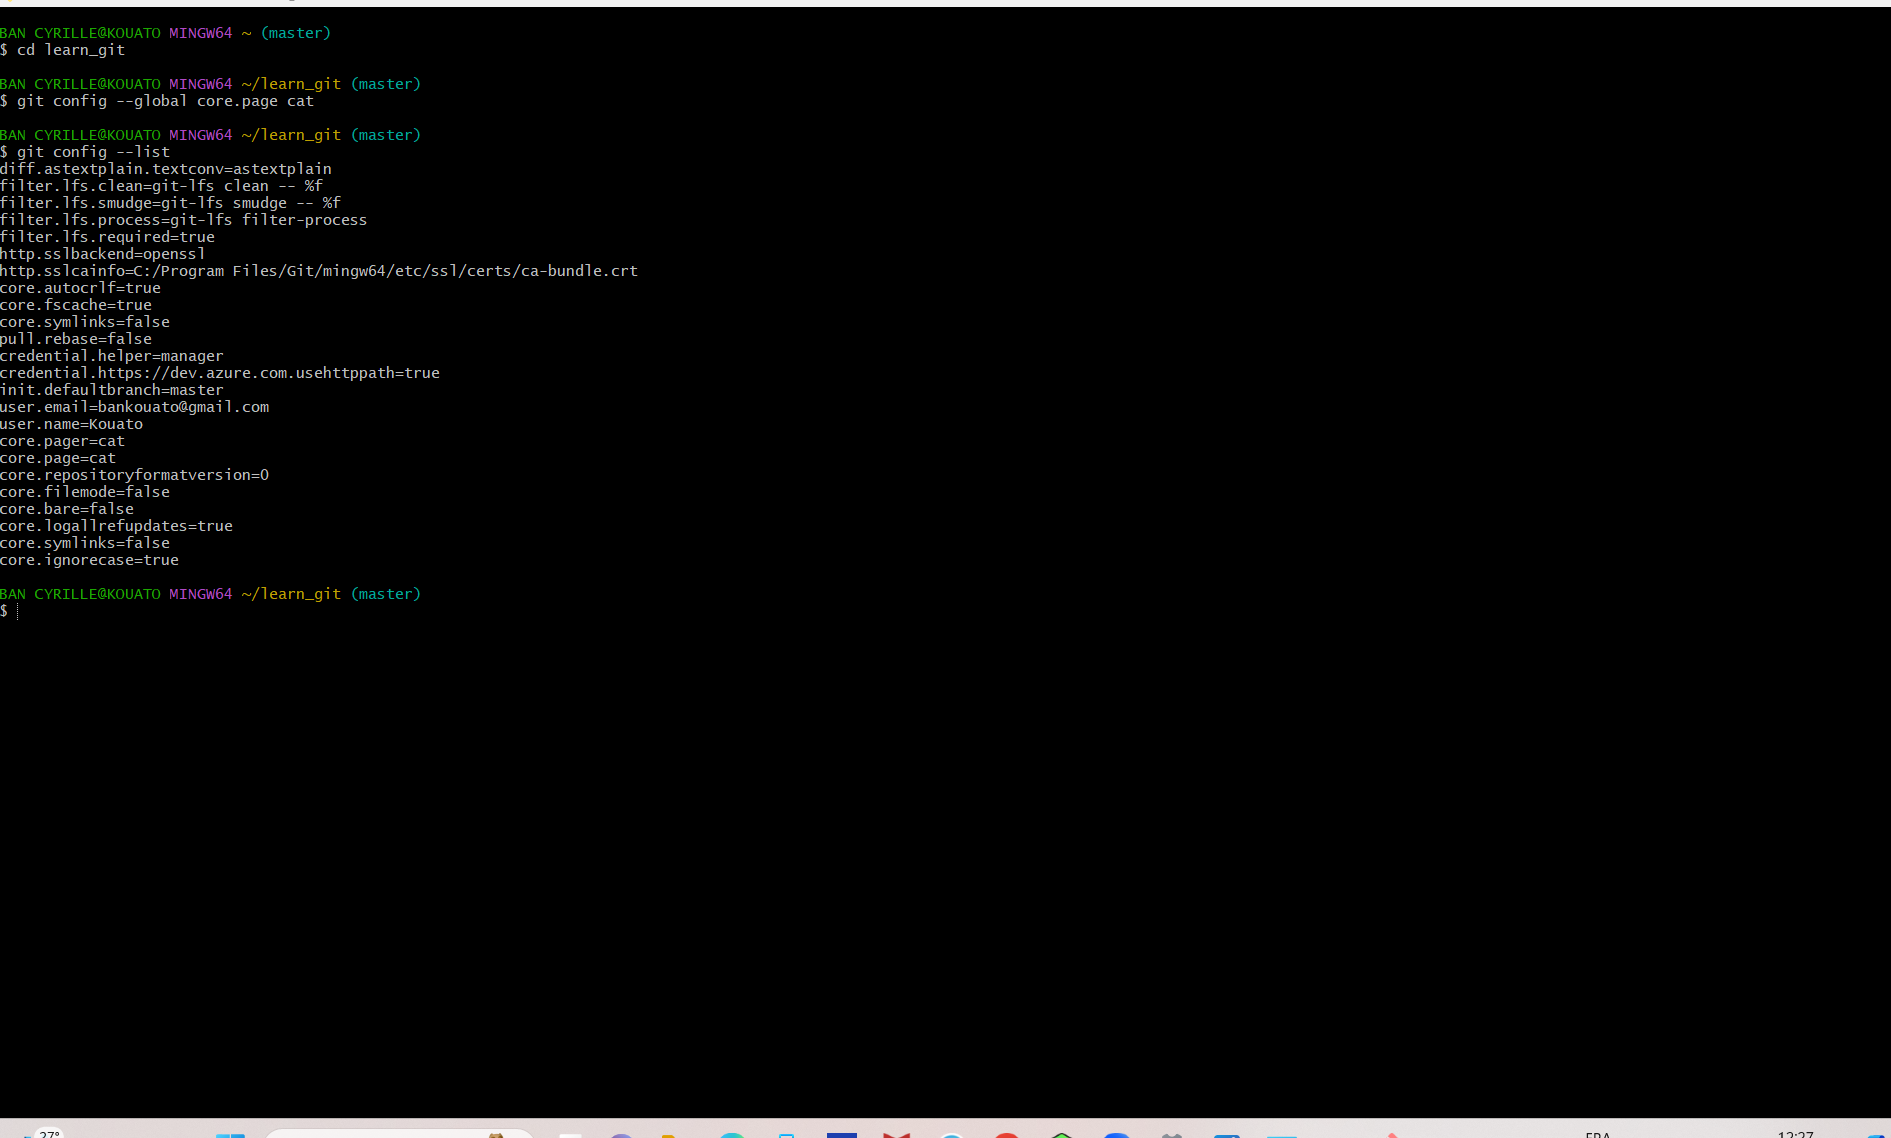 BAN CYRILLE@KOUATO MINGW64 ~ (master)
$ cd learn_git
BAN CYRILLE@KOUATO MINGW64 ~/learn_git (master)
$ git config --global core.page cat
BAN CYRILLE@KOUATO MINGW64 ~/learn_git (master)
$ git config --list
diff.astextplain.textconv=astextplain
filter.lfs.clean=git-lfs clean -- %f
filter.lfs.smudge=git-lfs smudge -- %f
filter.lfs.process=git-lfs filter-process
filter.lfs.required=true
http.sslbackend=openssl
http.sslcainfo=C:/Program Files/Git/mingw64/etc/ssl/certs/ca-bundle.crt
core.autocrlf=true
core.fscache=true
core.symlinks=false
pull.rebase=false
credential.helper=manager
credential.https://dev.azure.com.usehttppath=true
init.defaultbranch=master
user.email=bankouato@gmail.com
user.name=Kouato
core.pager=cat
core.page=cat
core.repositoryformatversion=0
core.filemode=false
core.bare=false
core.logallrefupdates=true
core.symlinks=false
core.ignorecase=true
BAN CYRILLE@KOUATO MINGW64 ~/learn_git (master)
$
27°
FRA
12:27